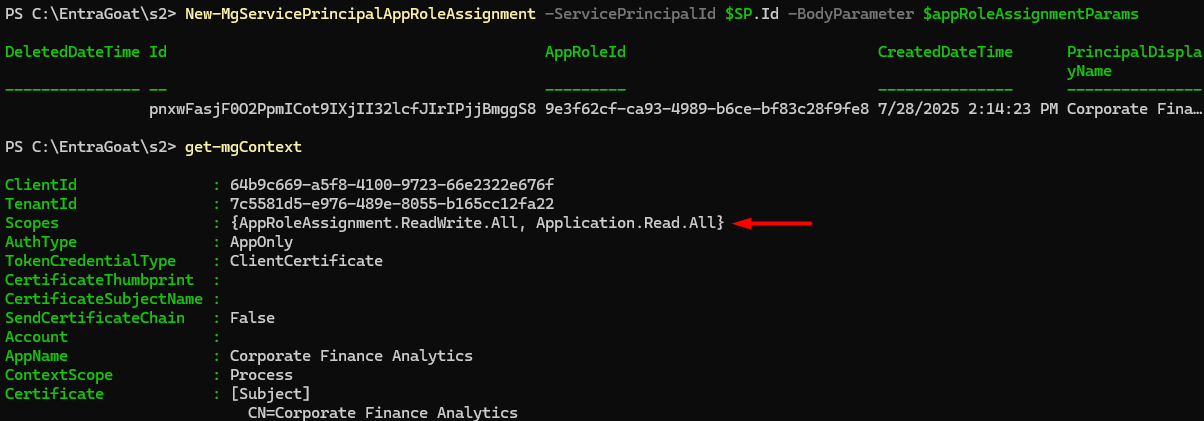 PS C:\EntraGoat\s2> New-MgServicePrincipalAppRoleAssignment -ServicePrincipalId $SP.Id -BodyParameter $appRoleAssignmentParams
DeletedDateTime Id AppRoleId CreatedDateTime PrincipalDispla
yName
--------------- -- --------- --------------- ---------------
pnxwFasjF0O2PpmICot9IXjII32lcfJIrIPjjBmggS8 9e3f62cf-ca93-4989-b6ce-bf83c28f9fe8 7/28/2025 2:14:23 PM Corporate Fina…
PS C:\EntraGoat\s2> get-mgContext
ClientId : 64b9c669-a5f8-4100-9723-66e2322e676f
TenantId : 7c5581d5-e976-489e-8055-b165cc12fa22
Scopes : {AppRoleAssignment.ReadWrite.All, Application.Read.All}
AuthType : AppOnly
TokenCredentialType : ClientCertificate
CertificateThumbprint :
CertificateSubjectName :
SendCertificateChain : False
Account :
AppName : Corporate Finance Analytics
ContextScope : Process
Certificate : [Subject]
CN=Corporate Finance Analytics